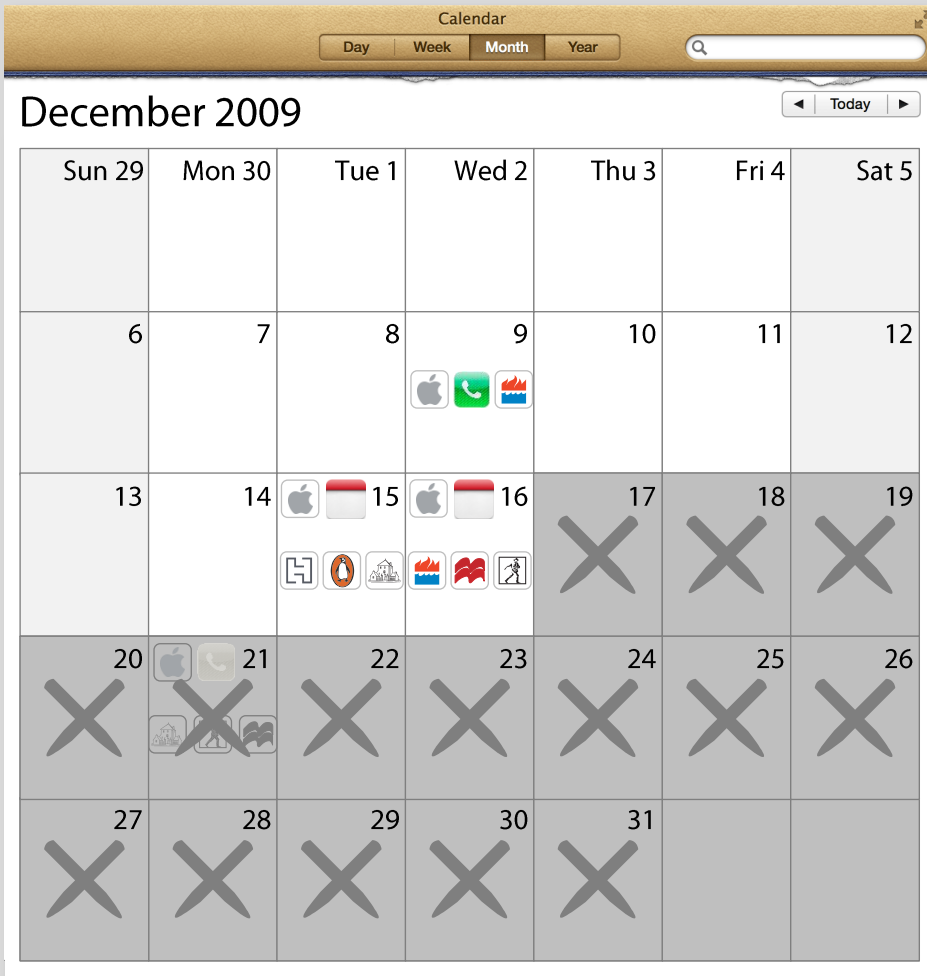 Calendar
Day Week Month Year
December 2009
Today
Sun 29 Mon 30 Tue 1 Wed 2 Thu 3 Fri 4 Sat 5
6 7 8 9 10 11 12
13 14 15 16 17 18 19
20 21 22 23 24 25 26
27 28 29 30 31